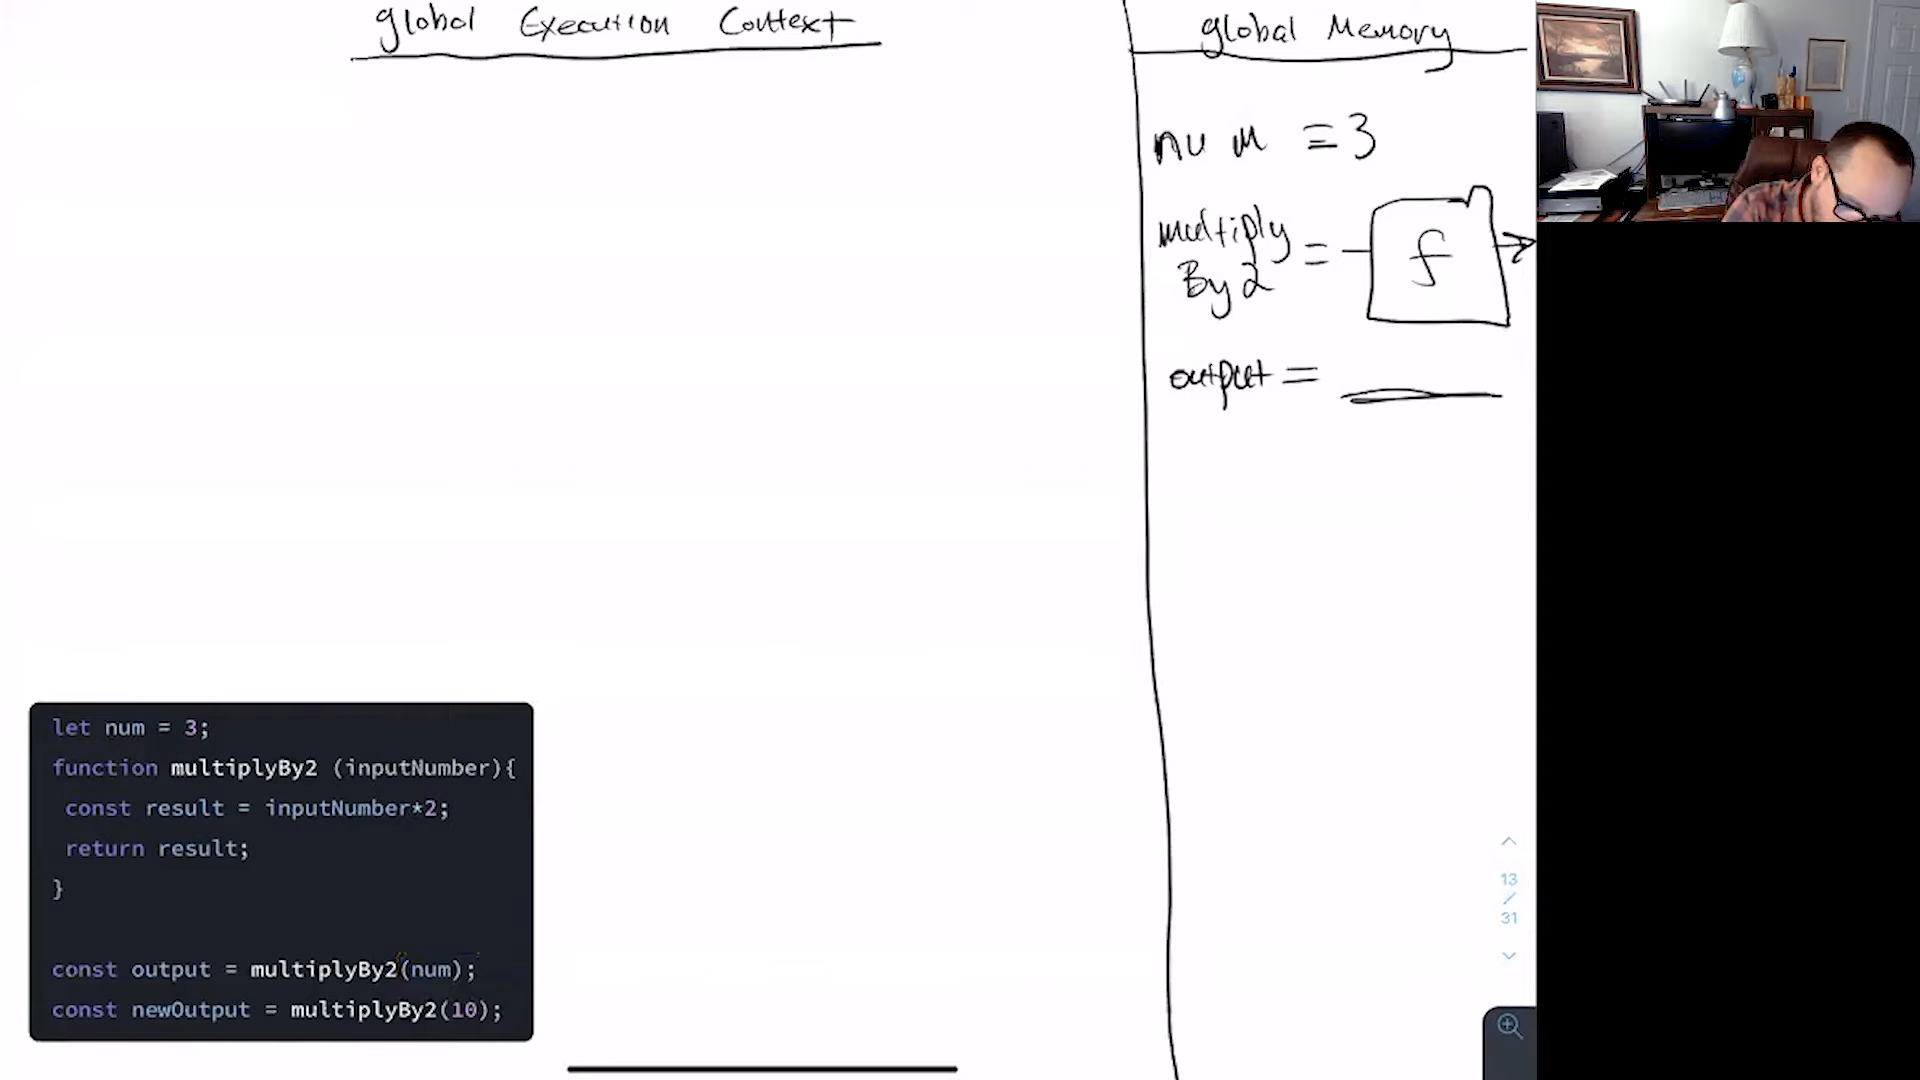 global Execution Context
global Memory
num = 3
multiply
By 2 = f
output =
let num = 3;
function multiplyBy2 (inputNumber){
const result = inputNumber*2;
return result;
}
const output = multiplyBy2(num);
const newOutput = multiplyBy2(10);
13
/
31